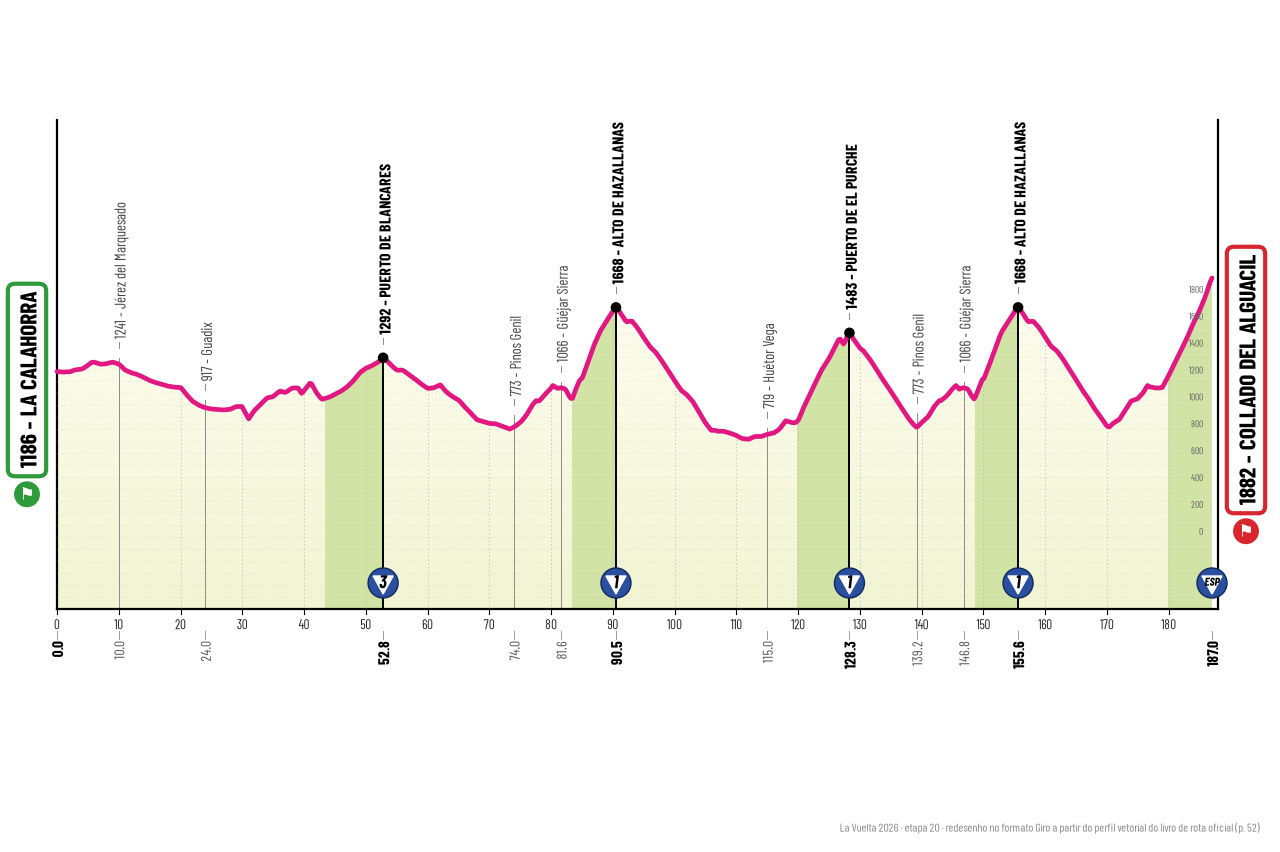 1186 - LA CALAHORRA
1241 - Jérez del Marquesado
917 - Guadix
1292 - PUERTO DE BLANCARES
773 - Pinos Genil
1066 - Güéjar Sierra
1668 - ALTO DE HAZALLANAS
719 - Huétor Vega
1483 - PUERTO DE EL PURCHE
773 - Pinos Genil
1066 - Güéjar Sierra
1668 - ALTO DE HAZALLANAS
1882 - COLLADO DEL ALGUACIL
1800
1600
1400
1200
1000
800
600
400
200
0
3
1
1
1
ESP
0 10 20 30 40 50 60 70 80 90 100 110 120 130 140 150 160 170 180
0.0 10.0 24.0 52.8 74.0 81.6 90.5 115.0 128.3 139.2 146.8 155.6 187.0
La Vuelta 2026 · etapa 20 · redesenho no formato Giro a partir do perfil vetorial do livro de rota oficial (p. 52)